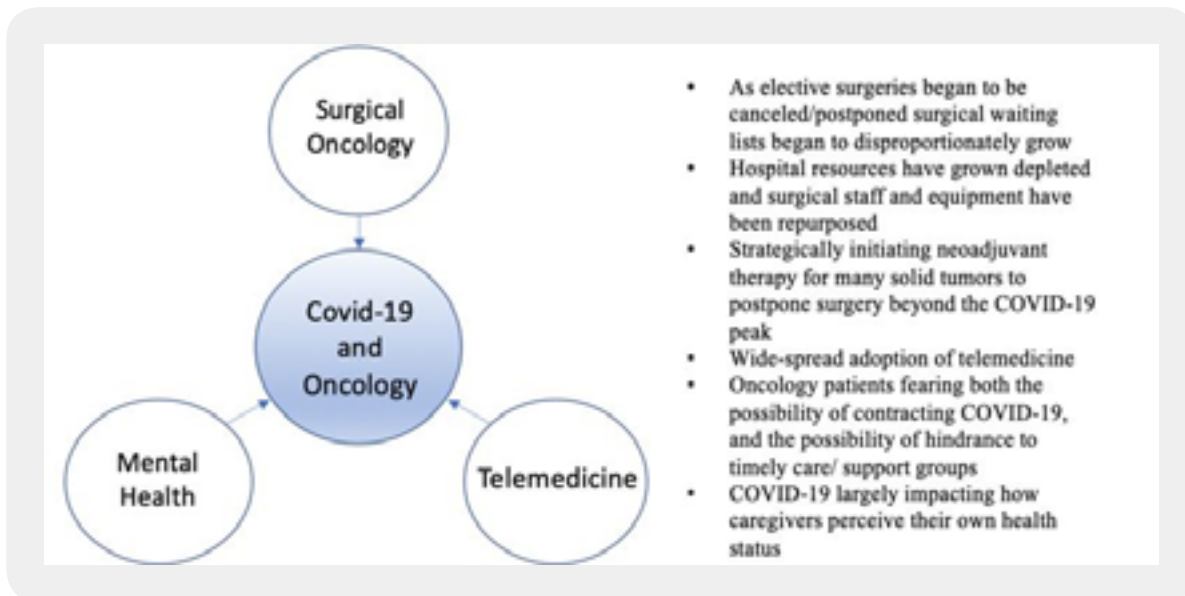 Surgical
Oncology
Covid-19
and
Oncology
Mental
Health
Telemedicine
• As elective surgeries began to be
canceled/postponed surgical waiting
lists began to disproportionately grow
• Hospital resources have grown depleted
and surgical staff and equipment have
been repurposed
• Strategically initiating neoadjuvant
therapy for many solid tumors to
postpone surgery beyond the COVID-19
peak
• Wide-spread adoption of telemedicine
• Oncology patients fearing both the
possibility of contracting COVID-19,
and the possibility of hindrance to
timely care/ support groups
• COVID-19 largely impacting how
caregivers perceive their own health
status